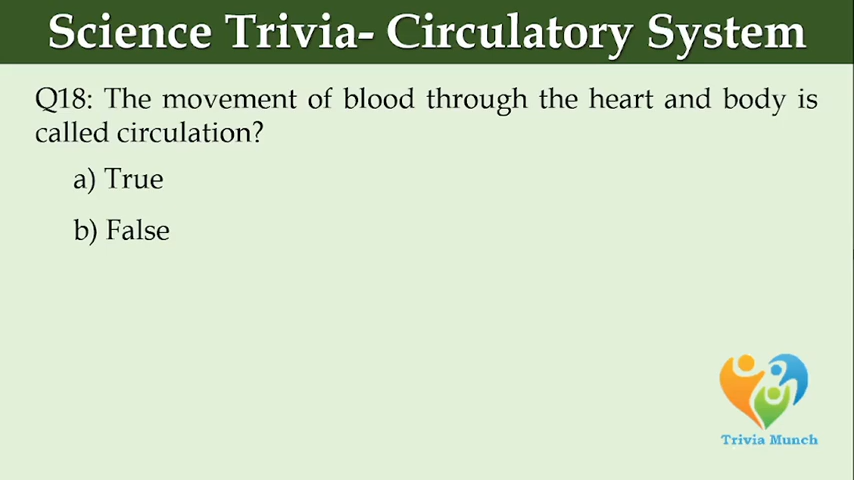 Science Trivia- Circulatory System
Q18: The movement of blood through the heart and body is
called circulation?
a) True
b) False
Trivia Munch